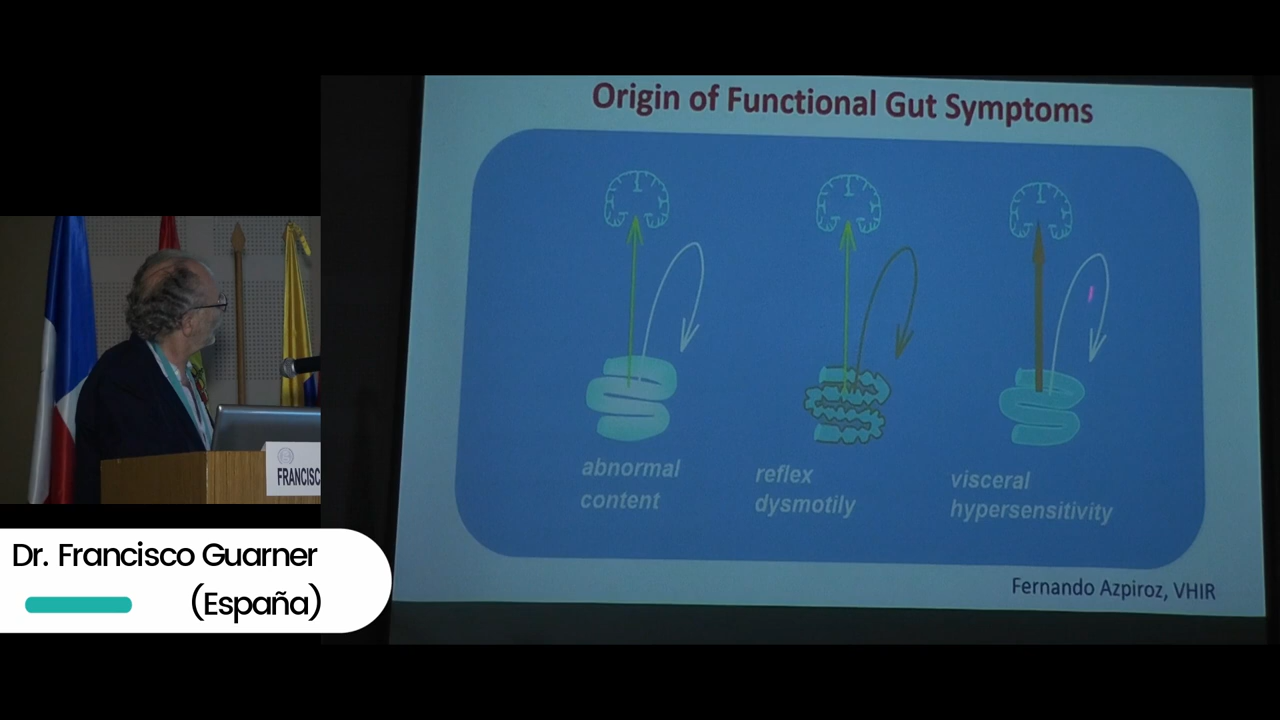 Origin of Functional Gut Symptoms
abnormal
content
reflex
dysmotily
visceral
hypersensitivity
Fernando Azpiroz, VHIR
FRANCISC
Dr. Francisco Guarner
(España)